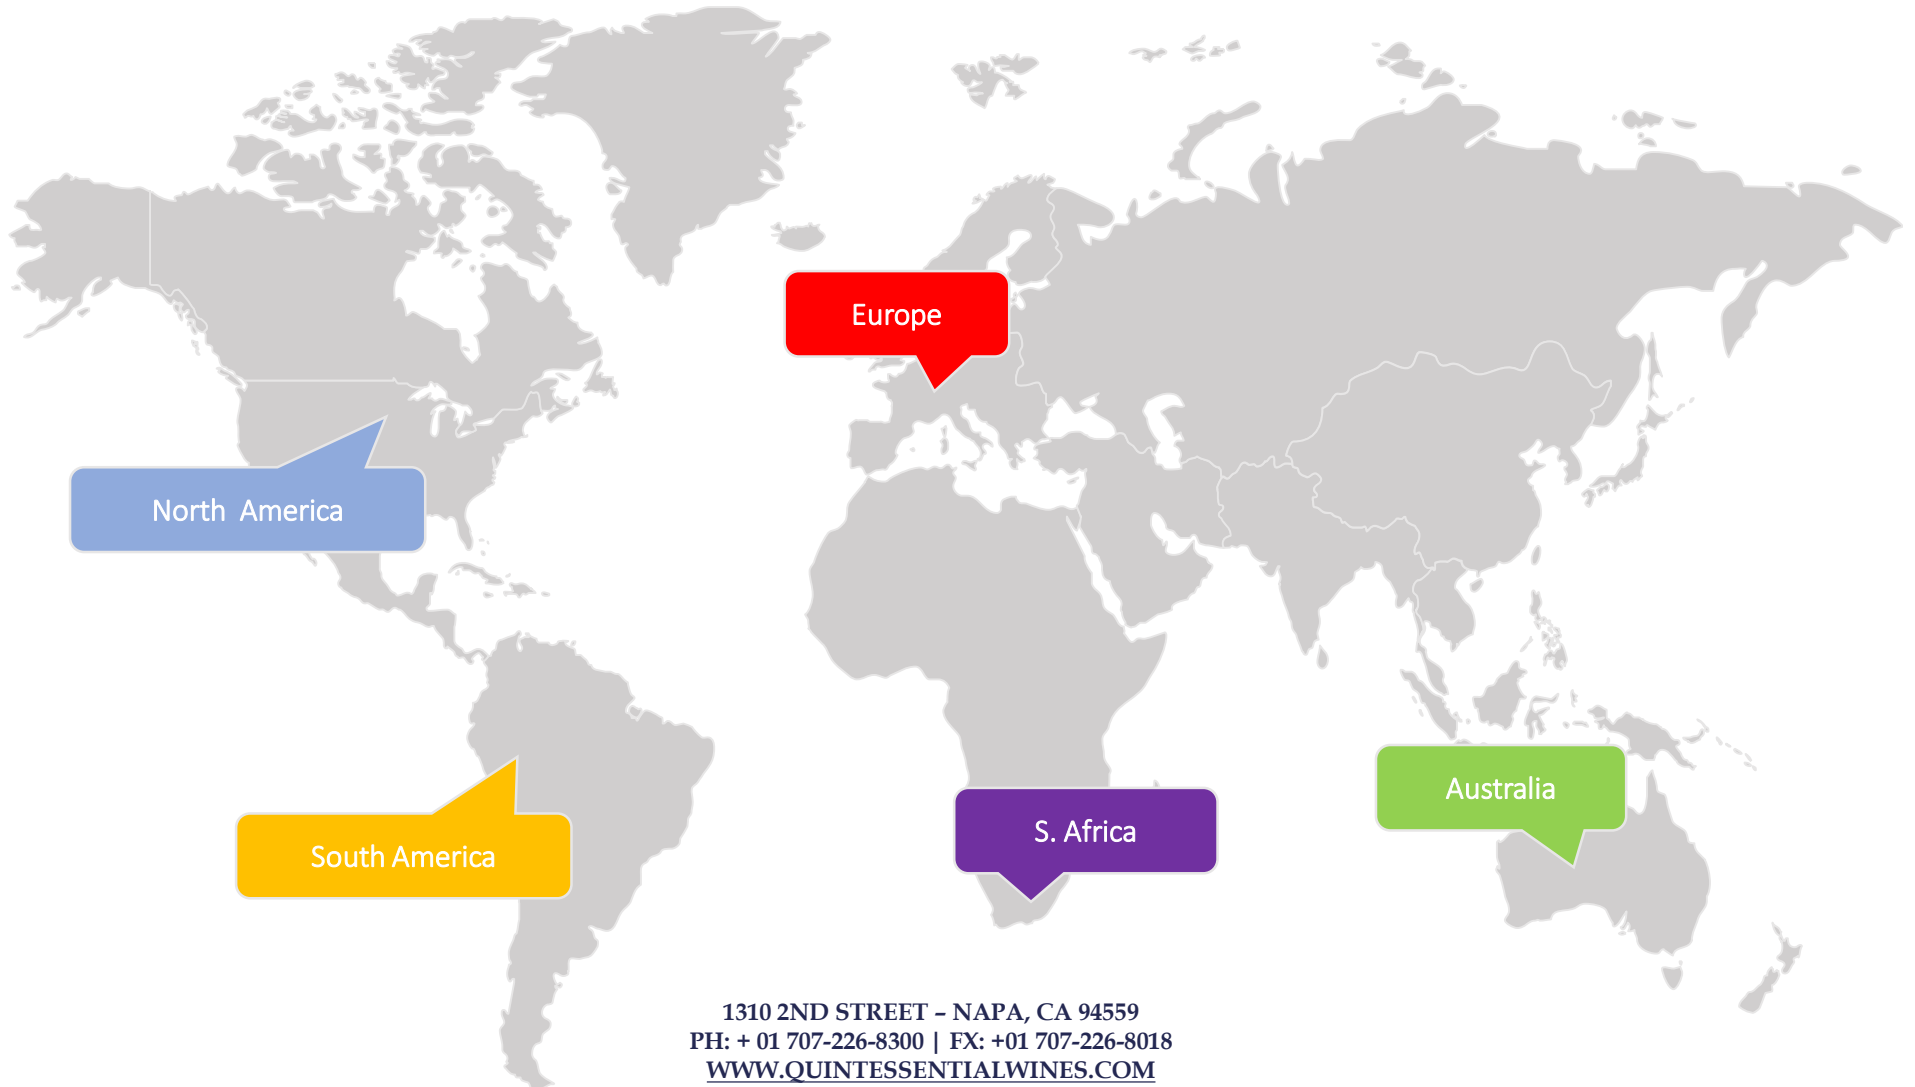 Europe
North  America
Australia
S. Africa
South America
1310 2ND STREET – NAPA, CA 94559
PH: + 01 707-226-8300 | FX: +01 707-226-8018
WWW.QUINTESSENTIALWINES.COM